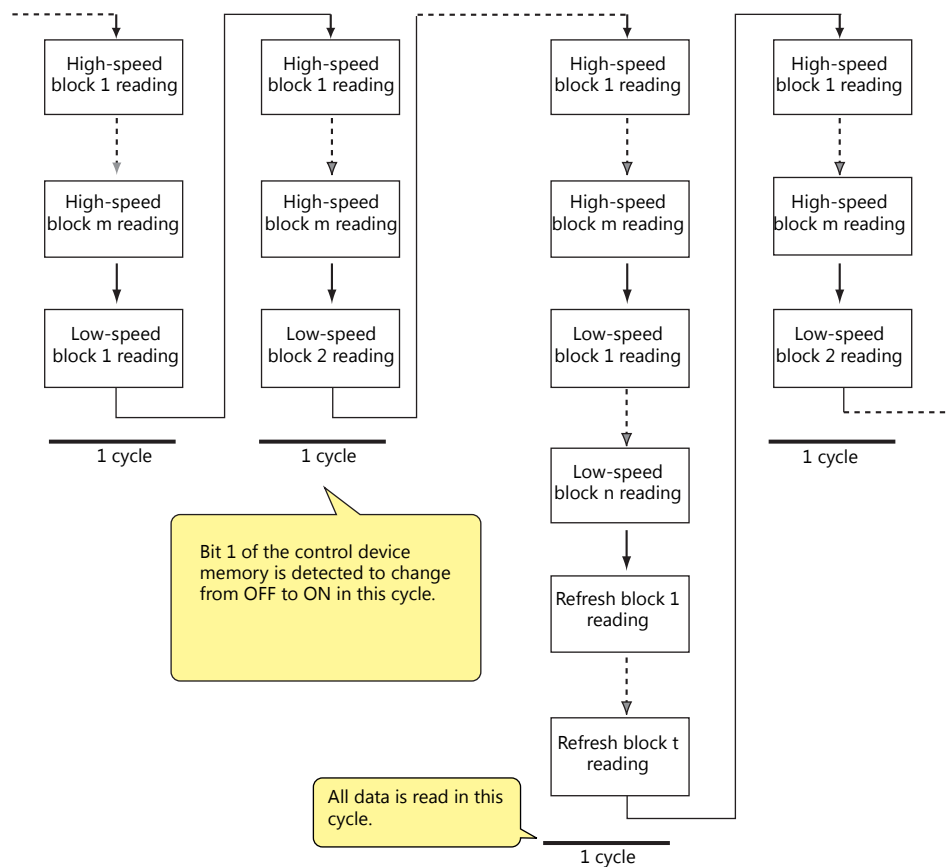 High-speed
block 1 reading
High-speed
block m reading
Low-speed
block 1 reading
1 cycle
High-speed
block 1 reading
High-speed
block m reading
Low-speed
block 2 reading
1 cycle
Bit 1 of the control device
memory is detected to change
from OFF to ON in this cycle.
High-speed
block 1 reading
High-speed
block m reading
Low-speed
block 1 reading
Low-speed
block n reading
Refresh block 1
reading
Refresh block t
reading
All data is read in this
cycle.
1 cycle
High-speed
block 1 reading
High-speed
block m reading
Low-speed
block 2 reading
1 cycle